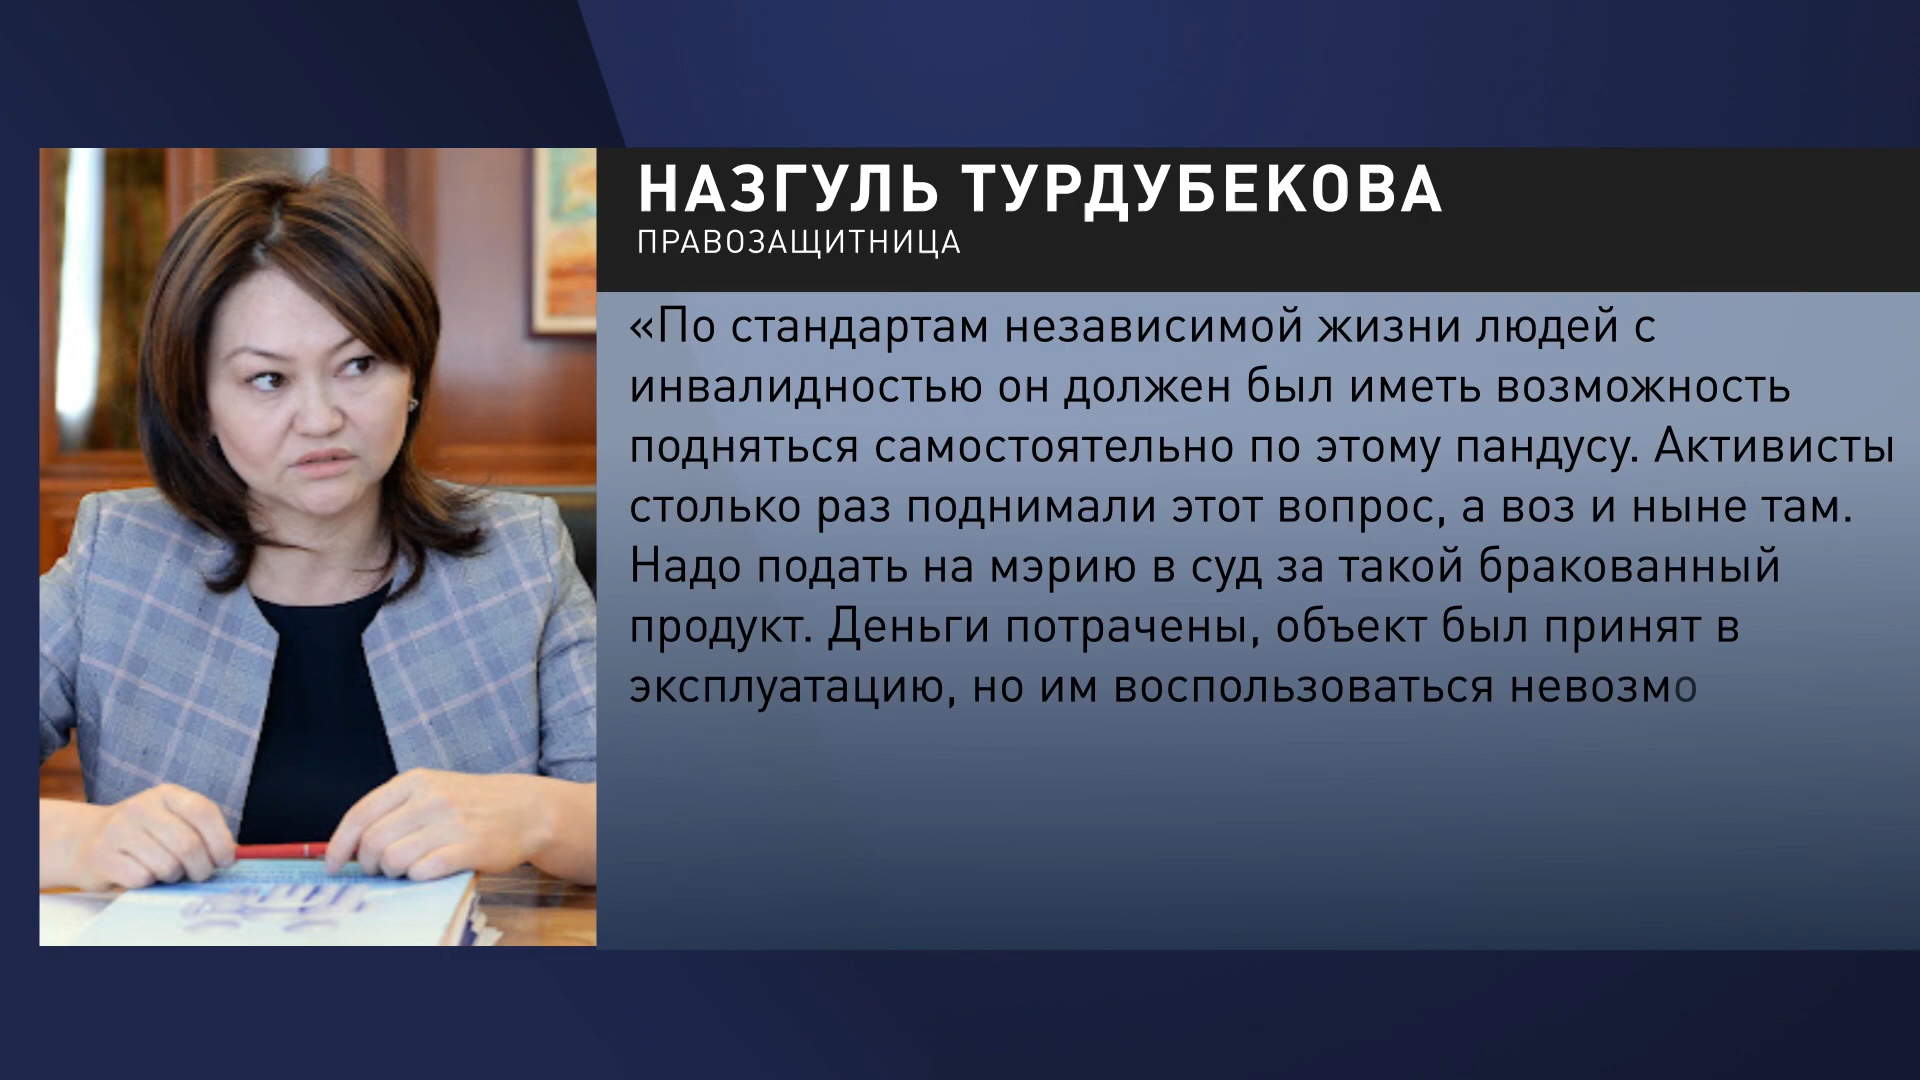 НАЗГУЛЬ ТУРДУБЕКОВА
ПРАВОЗАЩИТНИЦА
«По стандартам независимой жизни людей с
инвалидностью он должен был иметь возможность
подняться самостоятельно по этому пандусу. Активисты
столько раз поднимали этот вопрос, а воз и ныне там.
Надо подать на мэрию в суд за такой бракованный
продукт. Деньги потрачены, объект был принят в
эксплуатацию, но им воспользоваться невозмо